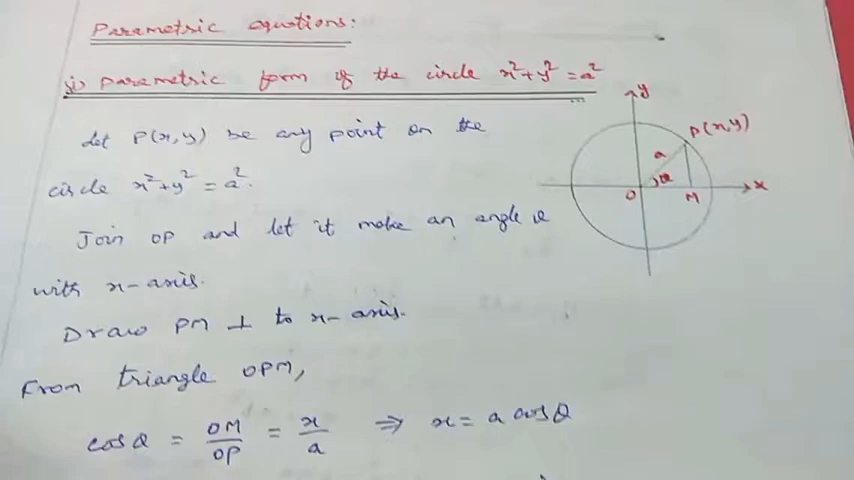 Parametric equations:
i) parametric form of the circle x² + y² = a²
Let P(x,y) be any point on the
circle x² + y² = a².
Join OP and let it make an angle θ
with x-axis.
Draw PM ⊥ to x-axis.
From triangle OPM,
cosθ = OM/OP = x/a ⇒ x = a cosθ
y
P(x,y)
a
θ
O
M
x